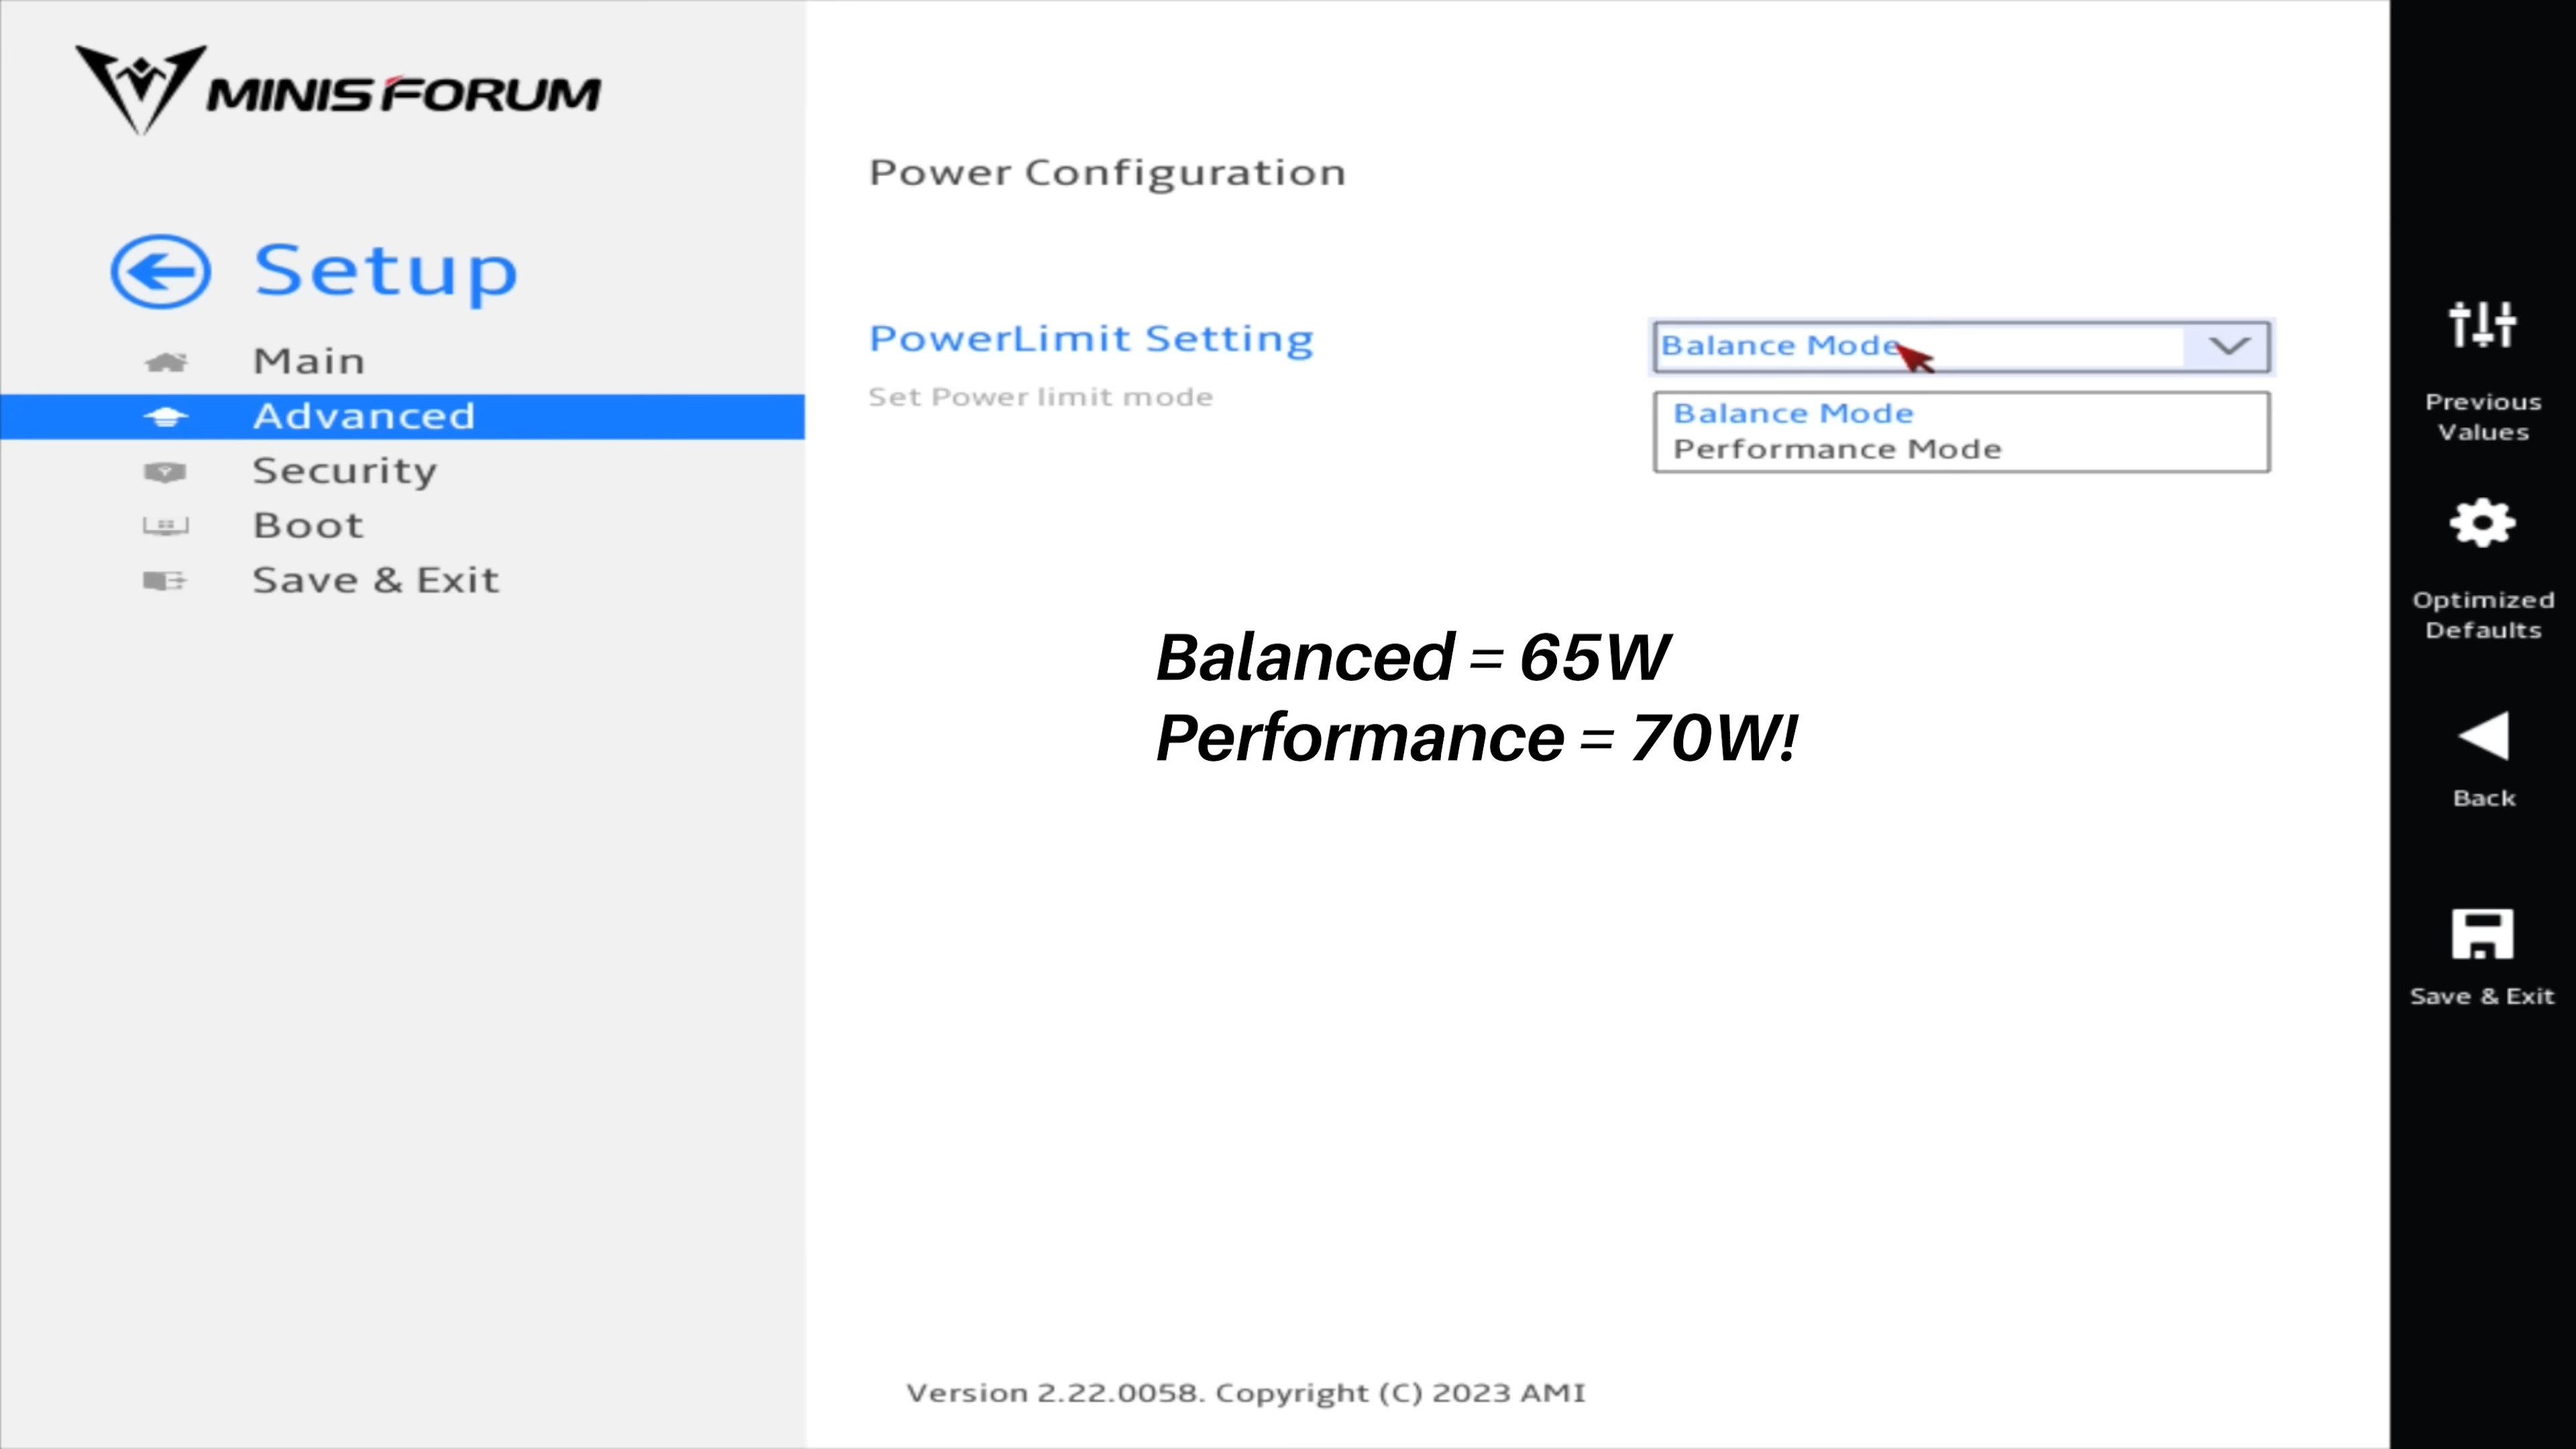 MINISFORUM
Setup
Main
Advanced
Security
Boot
Save & Exit
Power Configuration
PowerLimit Setting
Set Power limit mode
Balance Mode
Balance Mode
Performance Mode
Balanced = 65W
Performance = 70W!
Version 2.22.0058. Copyright (C) 2023 AMI
Previous
Values
Optimized
Defaults
Back
Save & Exit